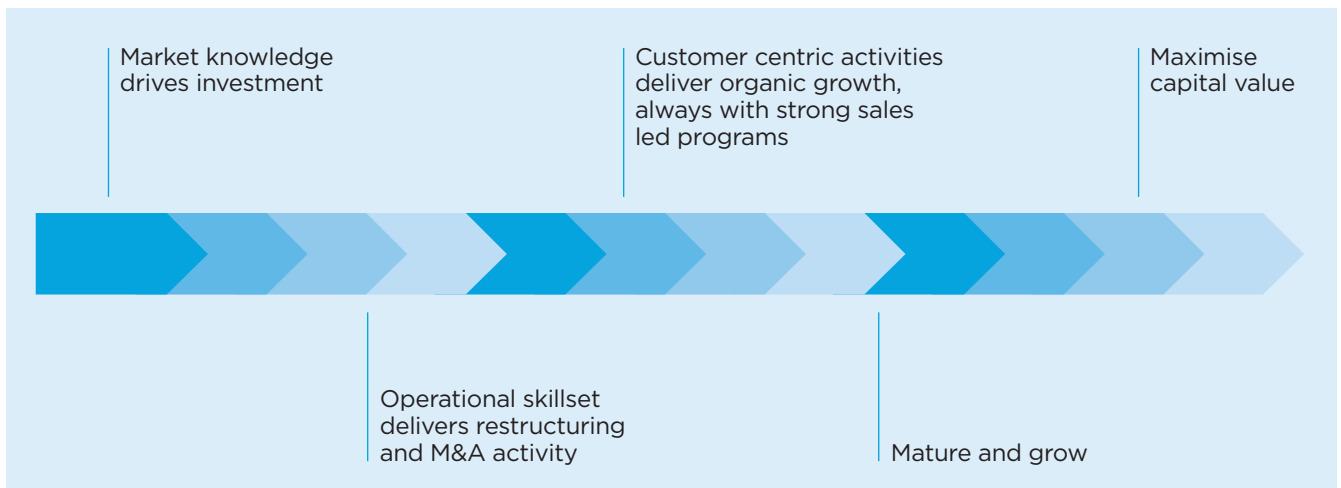 Market knowledge
drives investment
Customer centric activities
deliver organic growth,
always with strong sales
led programs
Maximise
capital value
Operational skillset
delivers restructuring
and M&A activity
Mature and grow